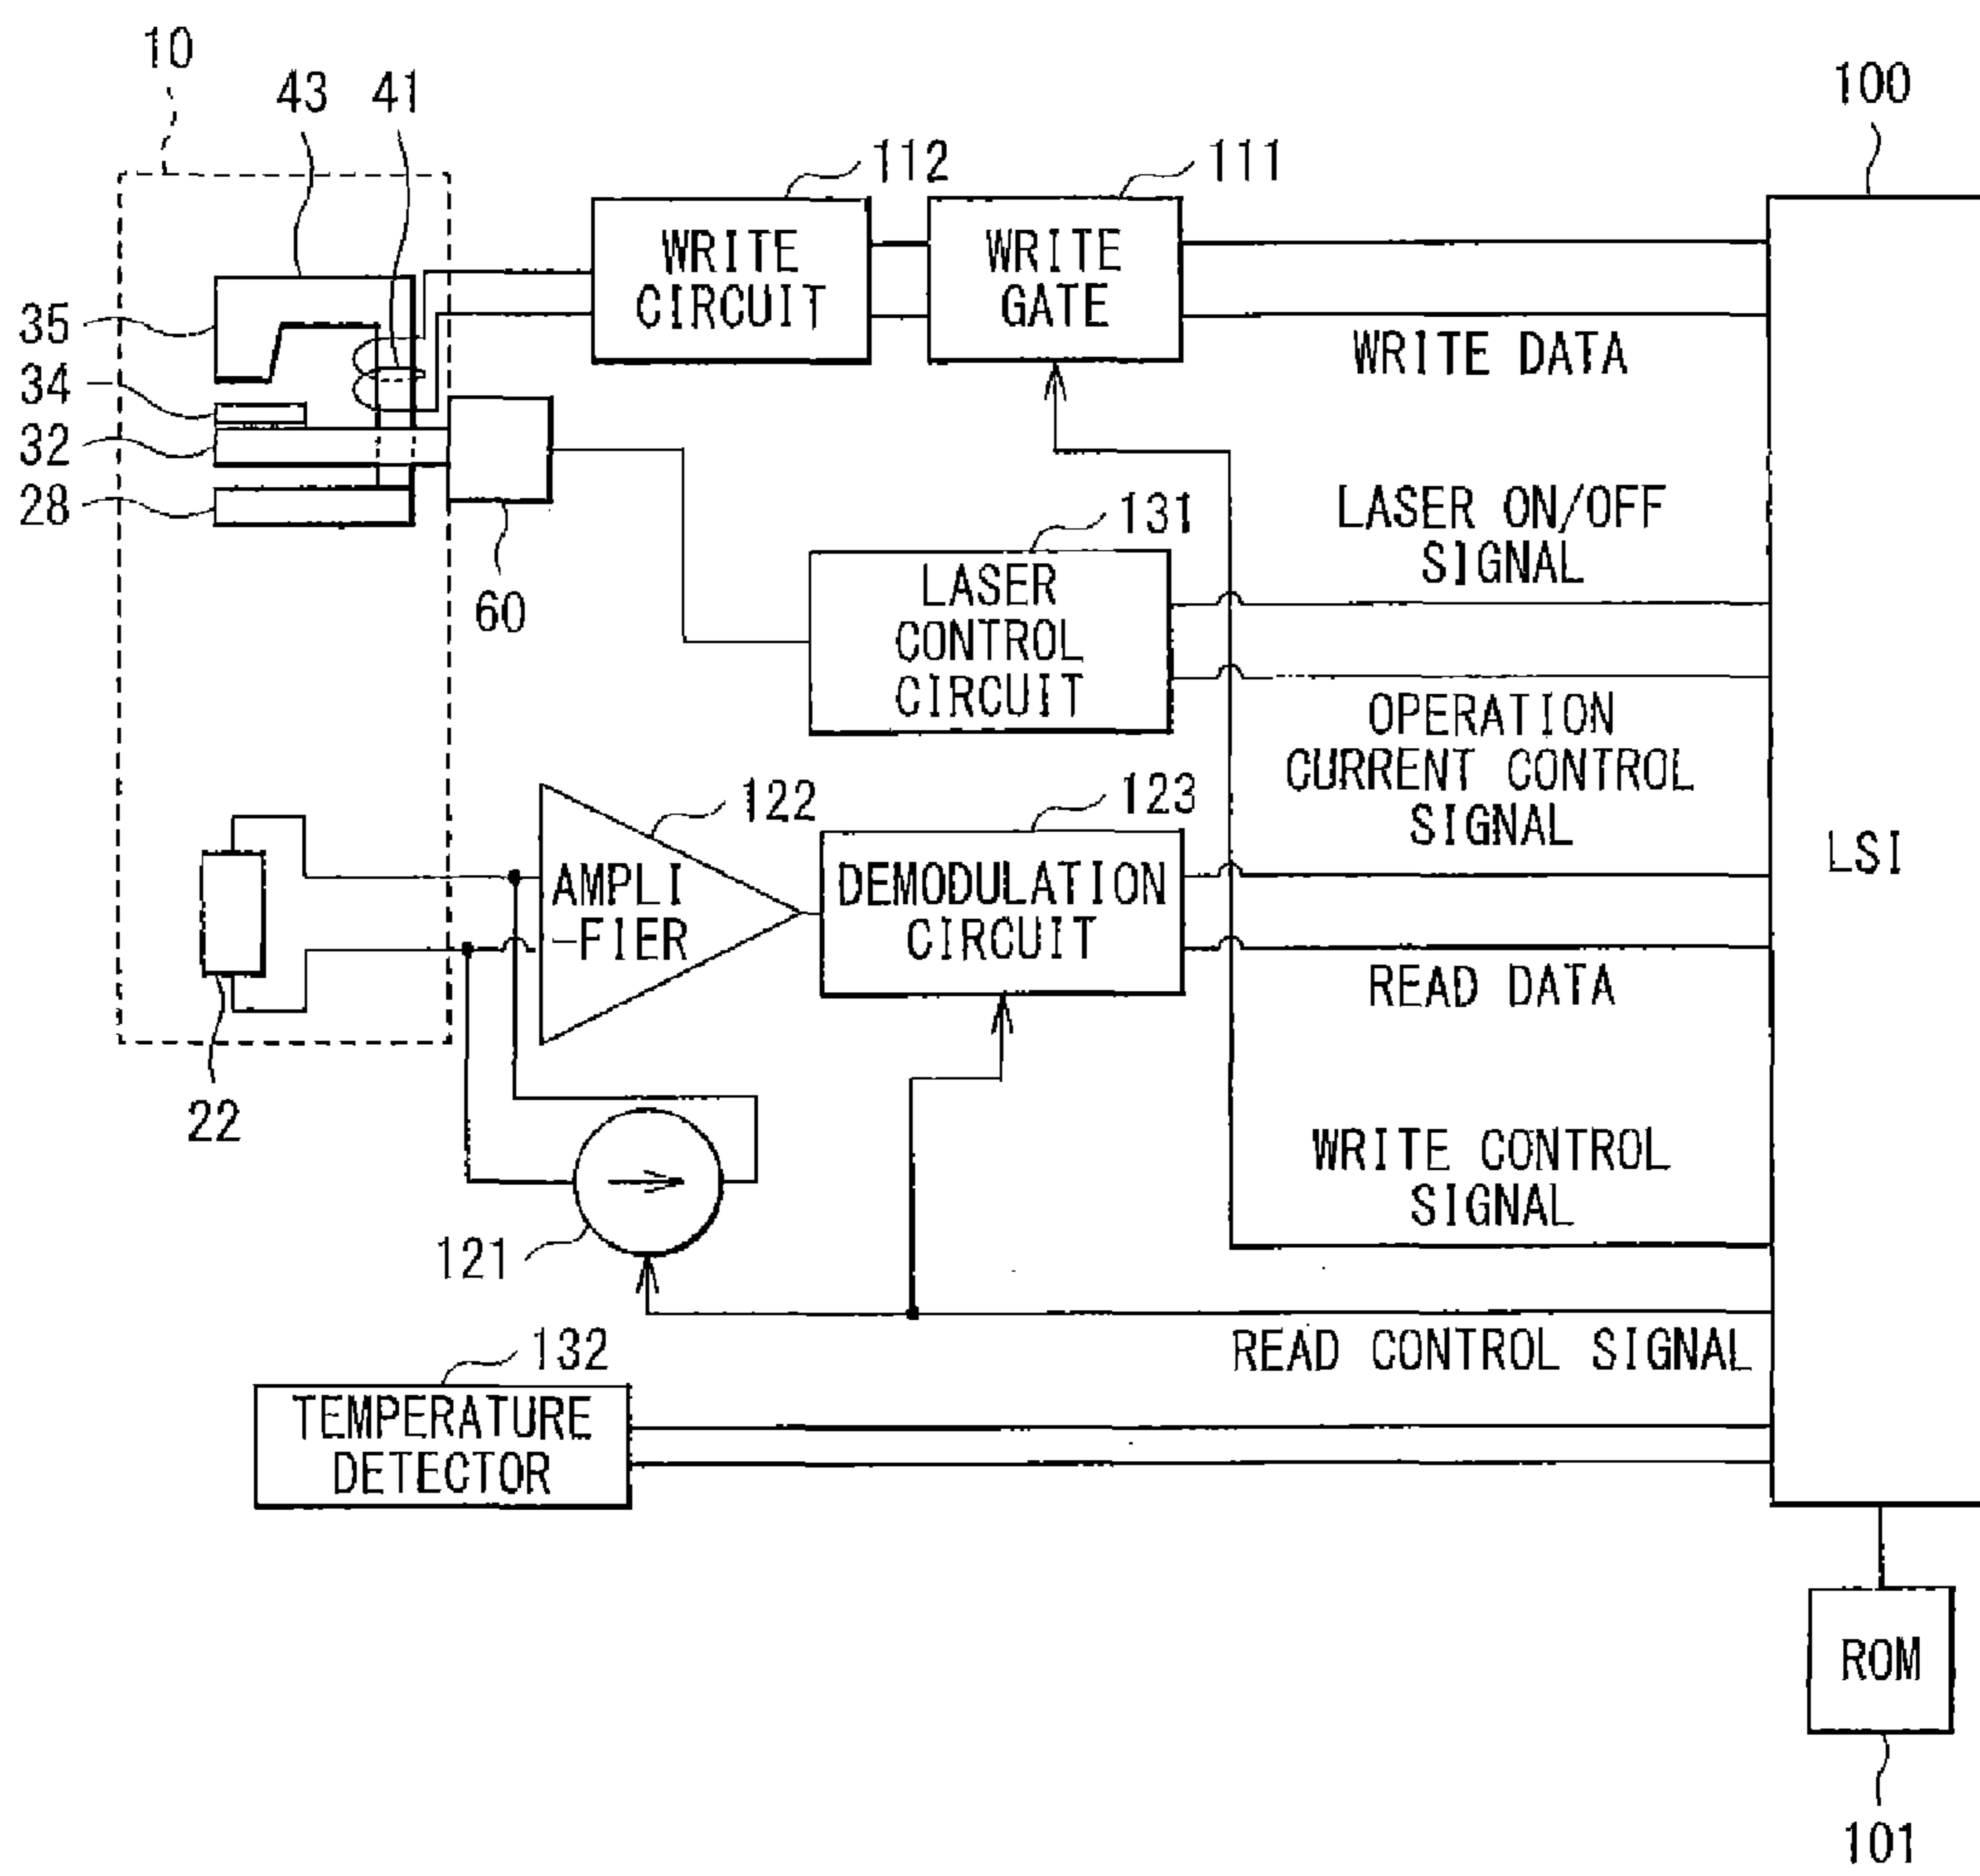 10
43
41
100
112
111
WRITE
CIRCUIT
WRITE
GATE
35
34
32
28
WRITE DATA
60
131
LASER ON/OFF
SIGNAL
LASER
CONTROL
CIRCUIT
OPERATION
CURRENT CONTROL
SIGNAL
122
123
AMPLI
-FIER
DEMODULATION
CIRCUIT
LSI
READ DATA
22
WRITE CONTROL
SIGNAL
121
READ CONTROL SIGNAL
132
TEMPERATURE
DETECTOR
ROM
101